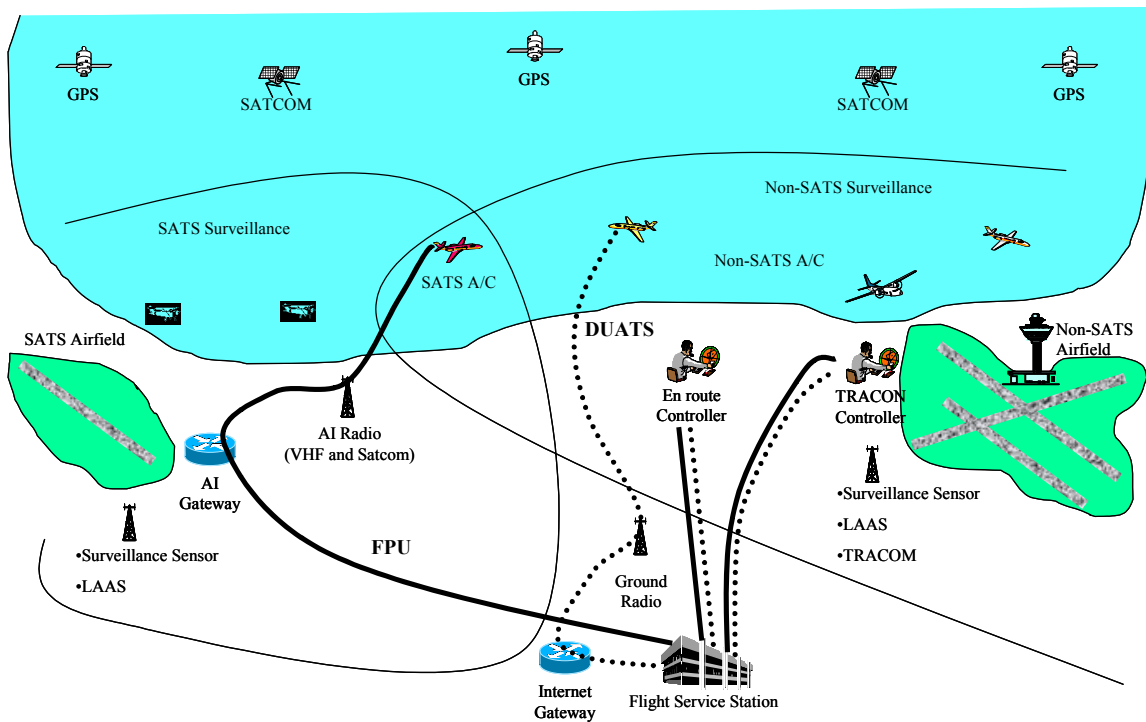 GPS
SATCOM
GPS
SATCOM
GPS
SATS Surveillance
Non-SATS Surveillance
SATS A/C
Non-SATS A/C
SATS Airfield
DUATS
Non-SATS
Airfield
En route
Controller
TRACON
Controller
AI Radio
(VHF and Satcom)
AI
Gateway
•Surveillance Sensor
•LAAS
•Surveillance Sensor
•LAAS
•TRACOM
FPU
Ground
Radio
Internet
Gateway
Flight Service Station